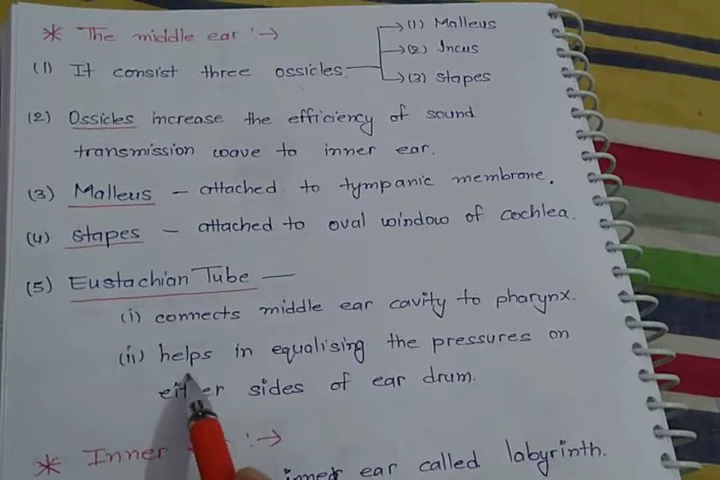 * The middle ear :→
(1) It consist three ossicles. → (1) Malleus
→ (2) Incus
→ (3) stapes
(2) Ossicles increase the efficiency of sound
transmission wave to inner ear.
(3) Malleus – attached to tympanic membrane.
(4) stapes – attached to oval window of cochlea.
(5) Eustachian Tube —
(i) connects middle ear cavity to pharynx.
(ii) helps in equalising the pressures on
either sides of ear drum.
* Inner :→
inner ear called labyrinth.